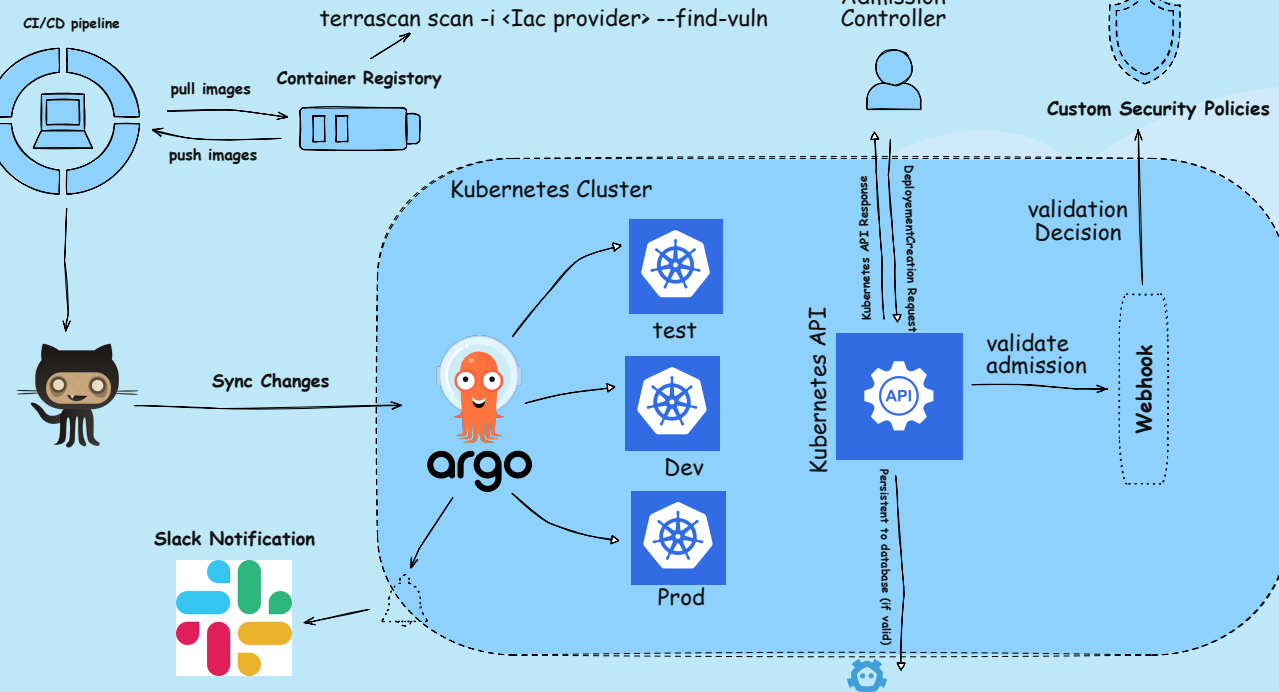 CI/CD pipeline
terrascan scan -i <Iac provider> --find-vuln
Admission
Controller
pull images
Container Registory
push images
Custom Security Policies
Kubernetes Cluster
Kubernetes API Response
DeployementCreation Request
validation
Decision
test
Kubernetes API
API
validate
admission
Webhook
Sync Changes
argo
Dev
Persistent to database (if valid)
Slack Notification
Prod